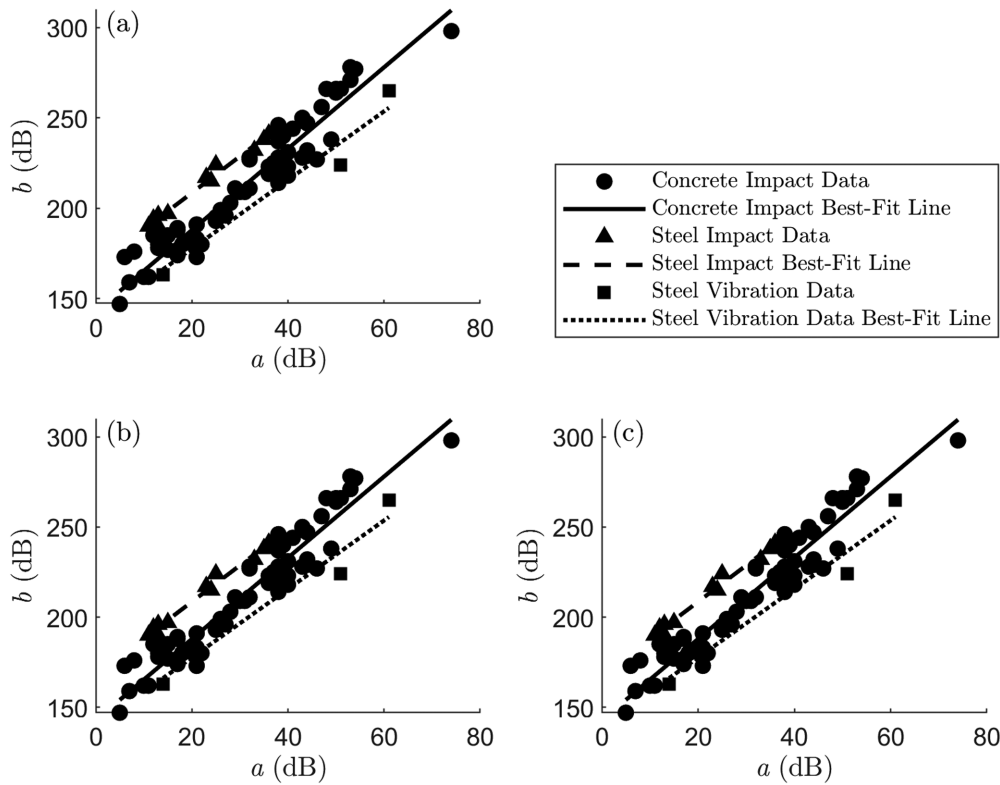 (a)
300
250
200
150
b (dB)
0 20 40 60 80
a (dB)
Concrete Impact Data
Concrete Impact Best-Fit Line
Steel Impact Data
Steel Impact Best-Fit Line
Steel Vibration Data
Steel Vibration Data Best-Fit Line
(b)
300
250
200
150
b (dB)
0 20 40 60 80
a (dB)
(c)
300
250
200
150
b (dB)
0 20 40 60 80
a (dB)